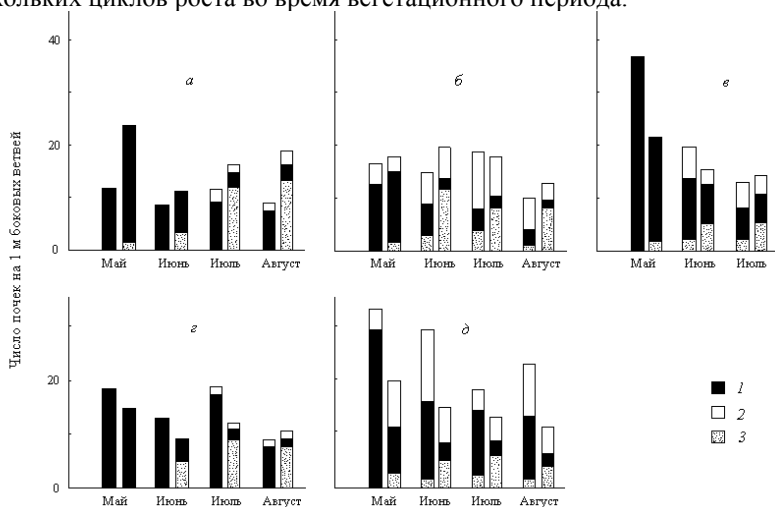 кольких циклов роста во время вегетационного периода.
Число почек на 1 м боковых ветвей
40
20
0
а
Май Июнь Июль Август
б
Май Июнь Июль Август
в
Май Июнь Июль
20
0
г
Май Июнь Июль Август
д
Май Июнь Июль Август
1
2
3